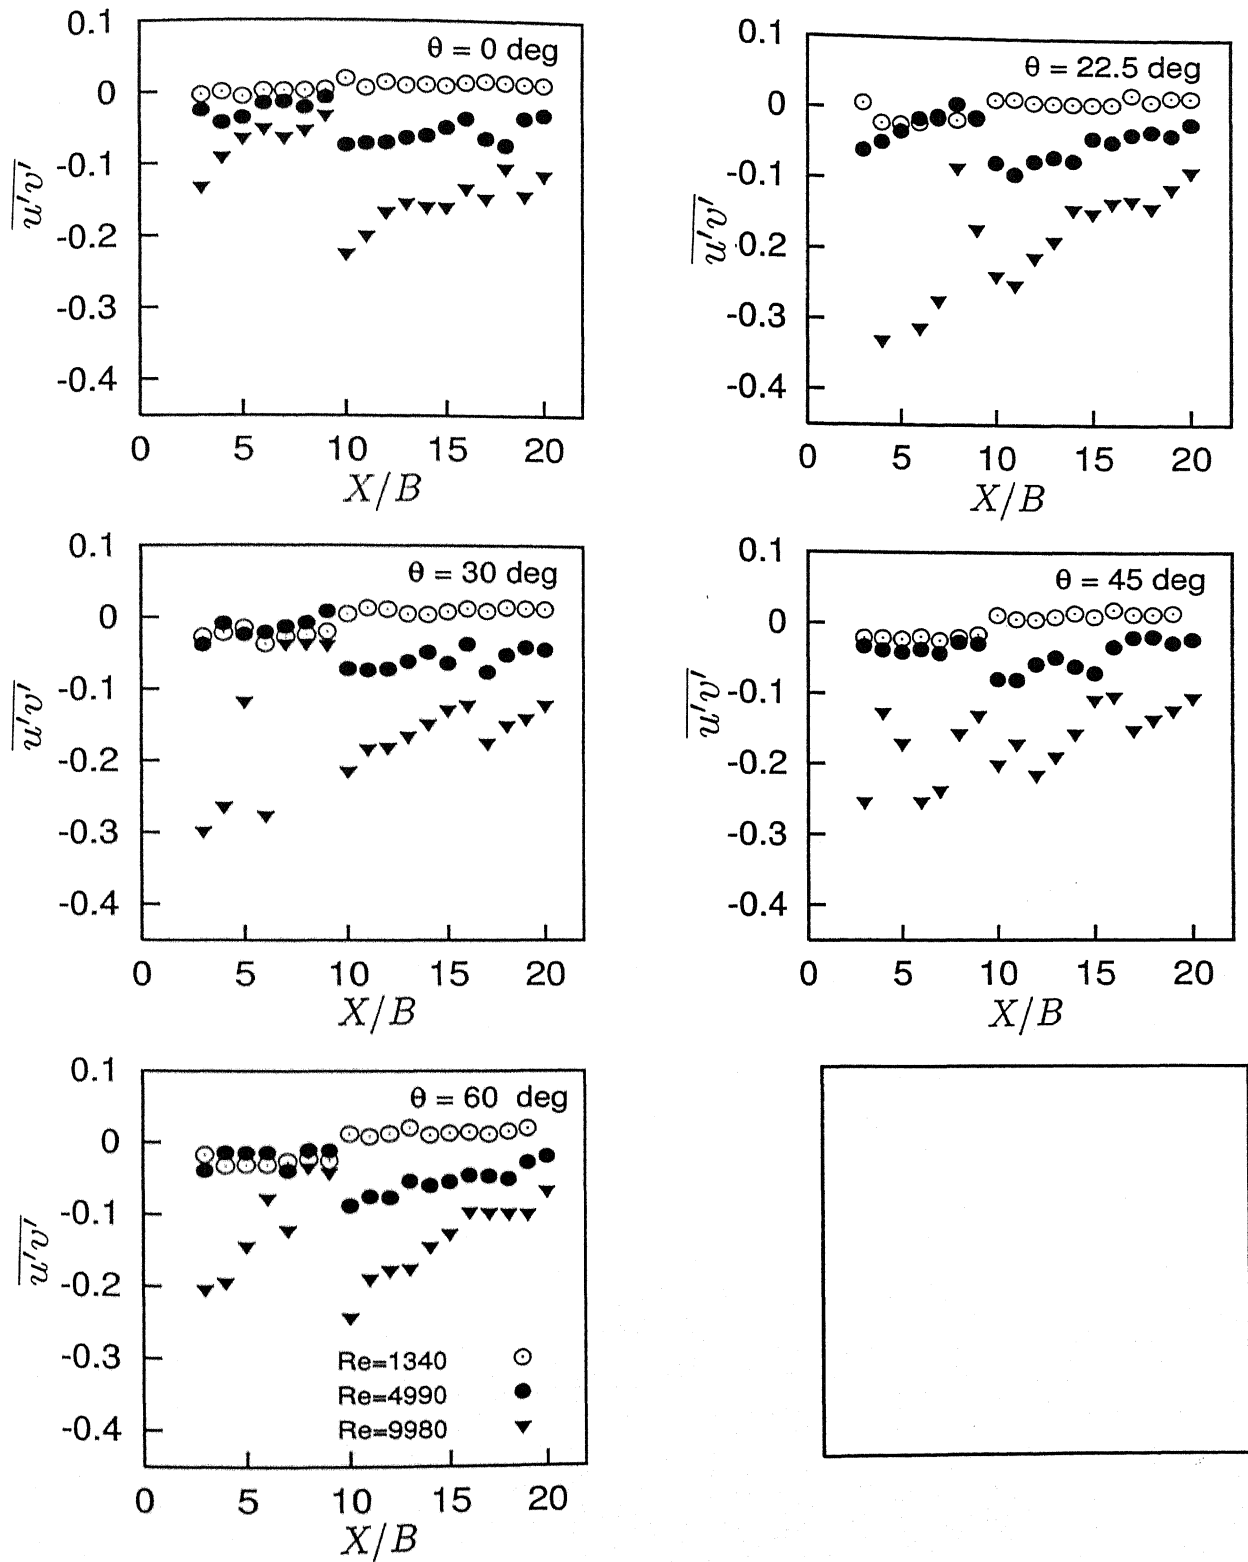 0.1
θ = 0 deg
0
-0.1
-0.2
-0.3
-0.4
u'v'
0 5 10 15 20
X/B
0.1
θ = 22.5 deg
0
-0.1
-0.2
-0.3
-0.4
u'v'
0 5 10 15 20
X/B
0.1
θ = 30 deg
0
-0.1
-0.2
-0.3
-0.4
u'v'
0 5 10 15 20
X/B
0.1
θ = 45 deg
0
-0.1
-0.2
-0.3
-0.4
u'v'
0 5 10 15 20
X/B
0.1
θ = 60 deg
0
-0.1
-0.2
-0.3
-0.4
u'v'
Re=1340
Re=4990
Re=9980
0 5 10 15 20
X/B